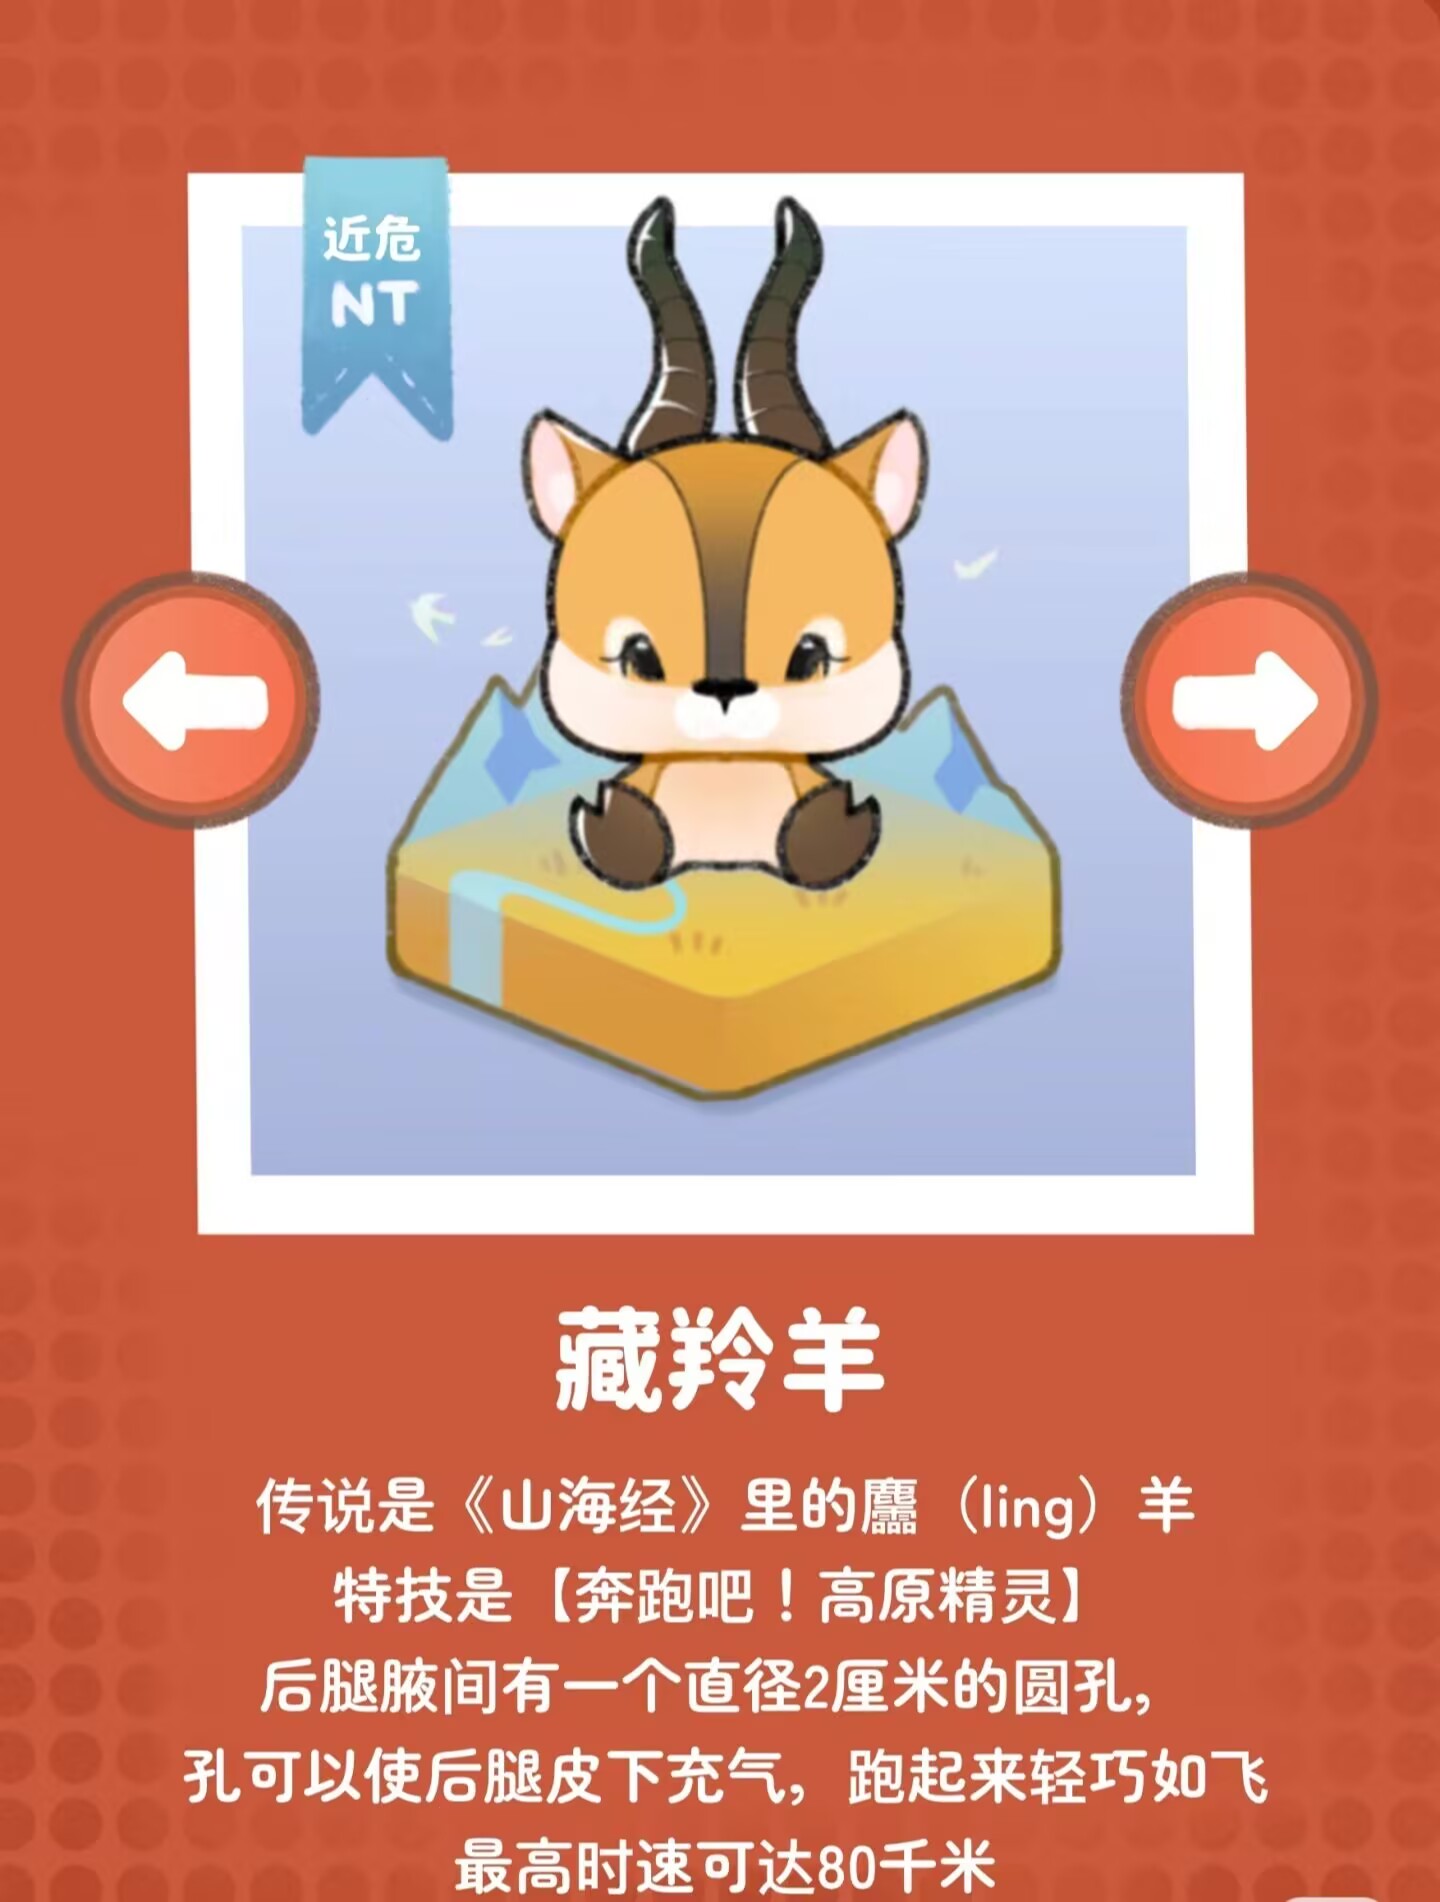 近危
NT
藏羚羊
传说是《山海经》里的麢（ling）羊
特技是【奔跑吧！高原精灵】
后腿腋间有一个直径2厘米的圆孔，
孔可以使后腿皮下充气，跑起来轻巧如飞
最高时速可达80千米